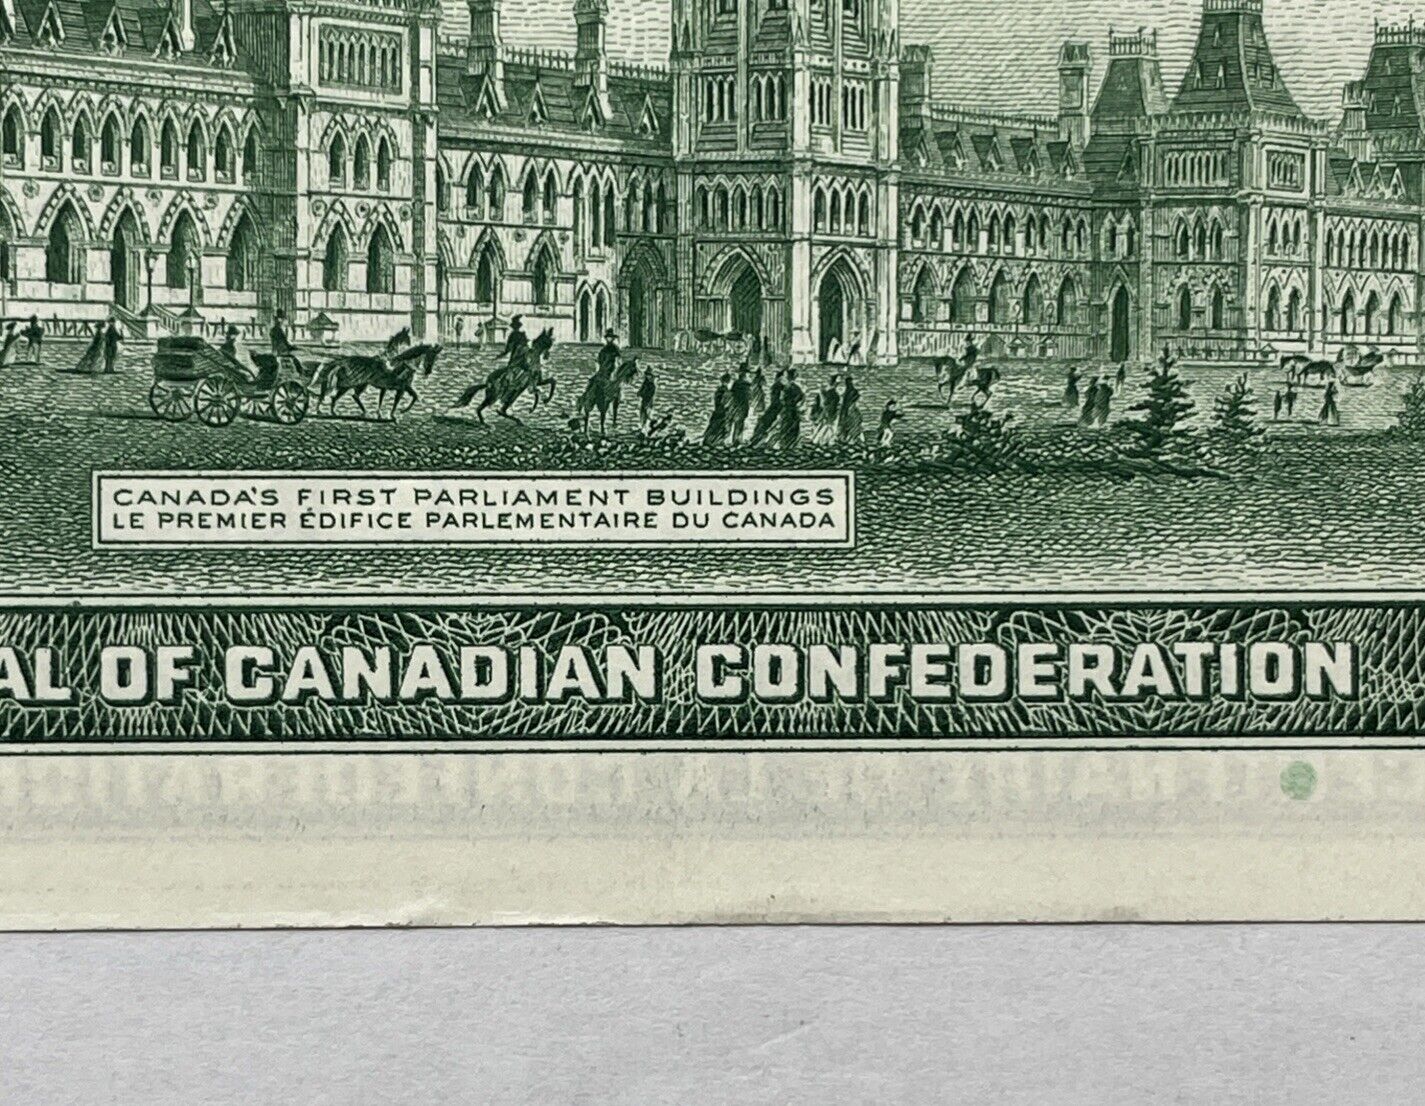 CANADA'S FIRST PARLIAMENT BUILDINGS
LE PREMIER ÉDIFICE PARLEMENTAIRE DU CANADA
AL OF CANADIAN CONFEDERATION